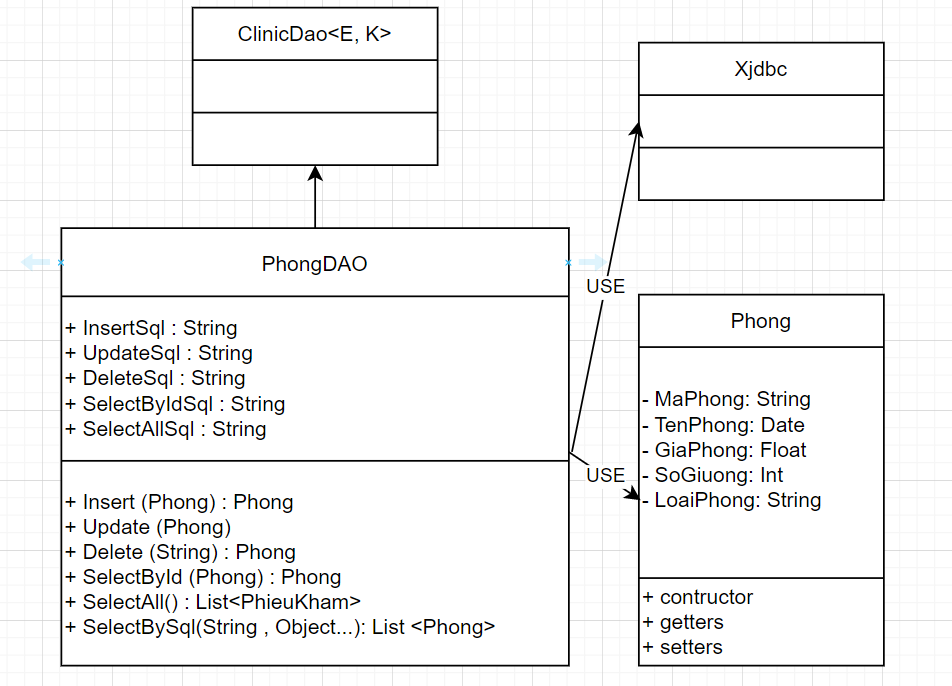 ClinicDao<E, K>
Xjdbc
PhongDAO
+ InsertSql : String
+ UpdateSql : String
+ DeleteSql : String
+ SelectByIdSql : String
+ SelectAllSql : String
+ Insert (Phong) : Phong
+ Update (Phong)
+ Delete (String) : Phong
+ SelectById (Phong) : Phong
+ SelectAll() : List<PhieuKham>
+ SelectBySql(String , Object...): List <Phong>
USE
USE
Phong
- MaPhong: String
- TenPhong: Date
- GiaPhong: Float
- SoGiuong: Int
- LoaiPhong: String
+ contructor
+ getters
+ setters